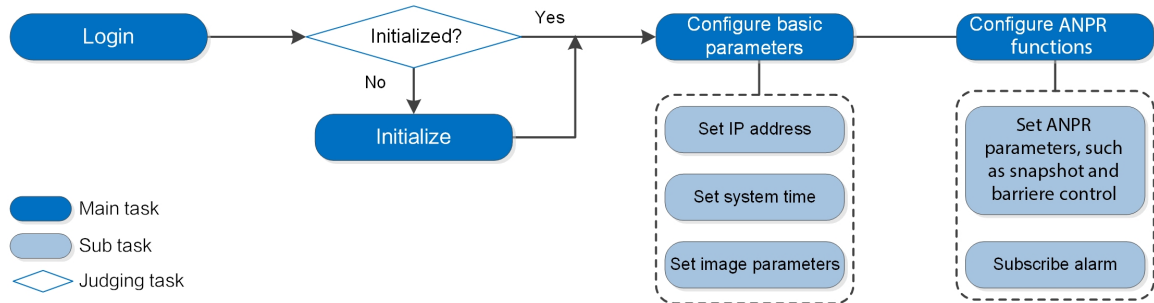 Login
Initialized?
Yes
No
Initialize
Configure basic
parameters
Set IP address
Set system time
Set image parameters
Configure ANPR
functions
Set ANPR
parameters, such
as snapshot and
barriere control
Subscribe alarm
Main task
Sub task
Judging task